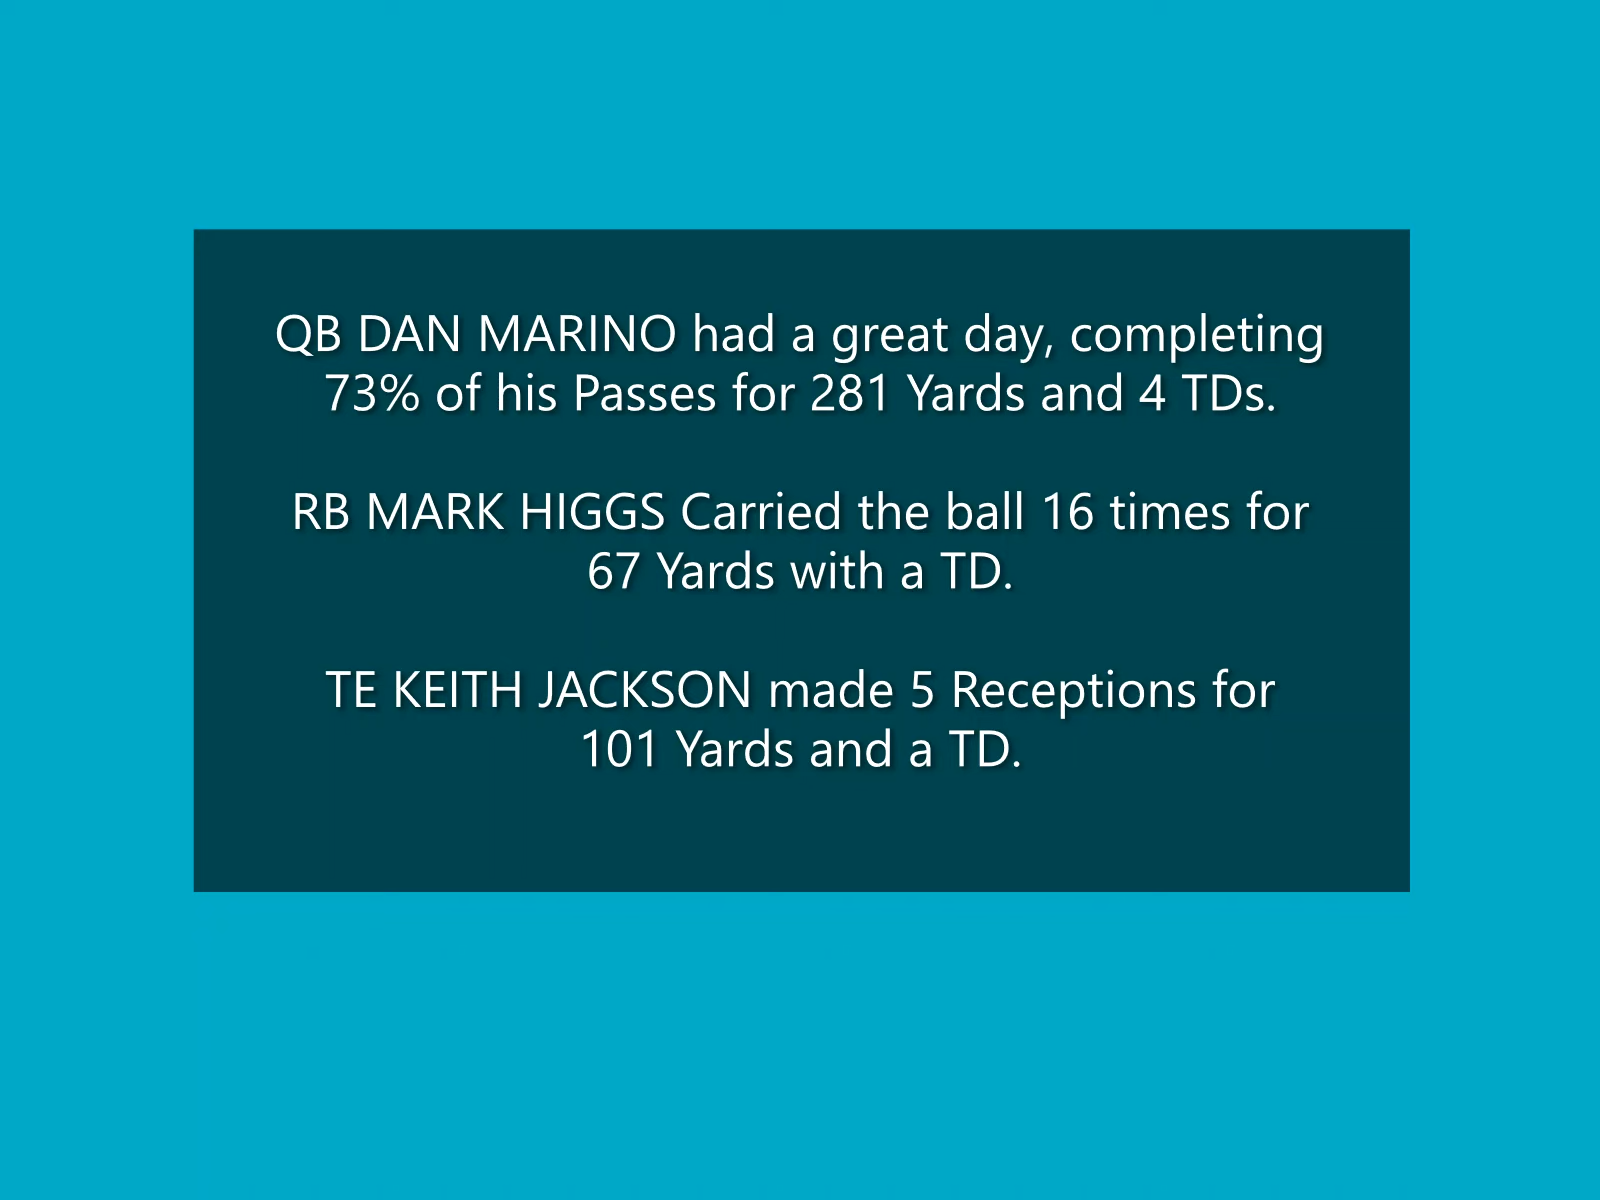 QB DAN MARINO had a great day, completing
73% of his Passes for 281 Yards and 4 TDs.
RB MARK HIGGS Carried the ball 16 times for
67 Yards with a TD.
TE KEITH JACKSON made 5 Receptions for
101 Yards and a TD.